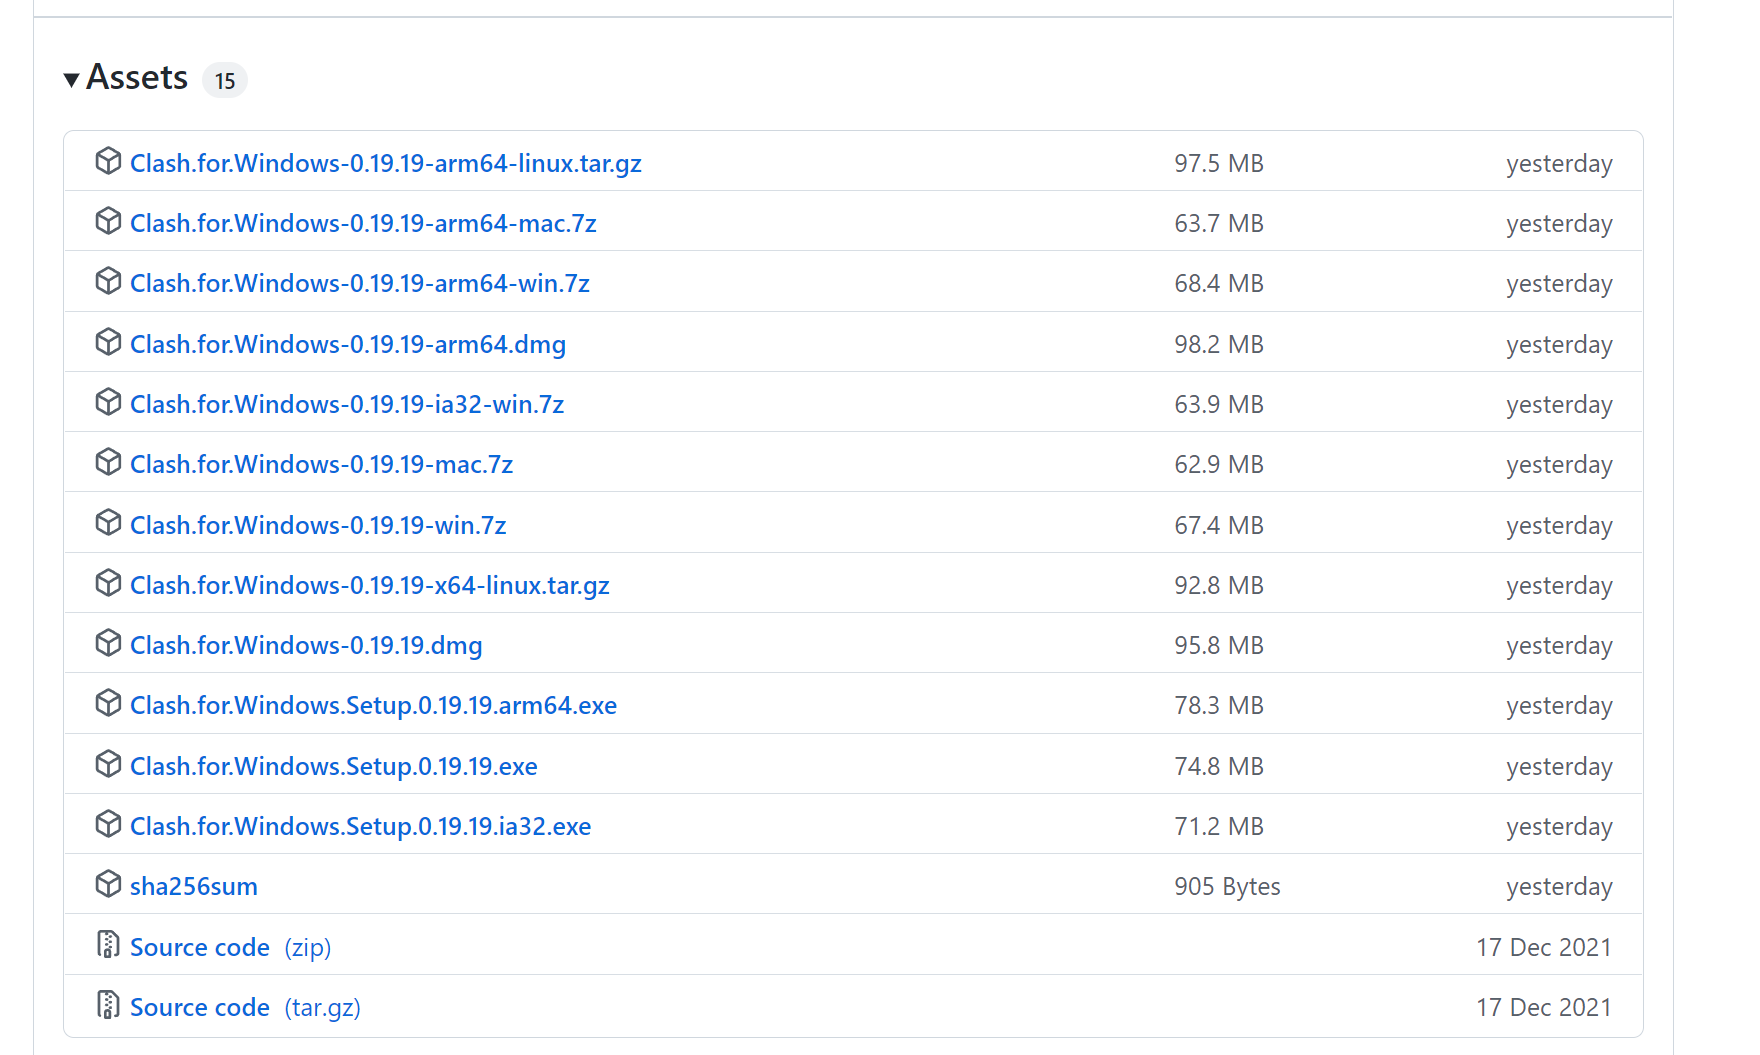 Assets 15
Clash.for.Windows-0.19.19-arm64-linux.tar.gz 97.5 MB yesterday
Clash.for.Windows-0.19.19-arm64-mac.7z 63.7 MB yesterday
Clash.for.Windows-0.19.19-arm64-win.7z 68.4 MB yesterday
Clash.for.Windows-0.19.19-arm64.dmg 98.2 MB yesterday
Clash.for.Windows-0.19.19-ia32-win.7z 63.9 MB yesterday
Clash.for.Windows-0.19.19-mac.7z 62.9 MB yesterday
Clash.for.Windows-0.19.19-win.7z 67.4 MB yesterday
Clash.for.Windows-0.19.19-x64-linux.tar.gz 92.8 MB yesterday
Clash.for.Windows-0.19.19.dmg 95.8 MB yesterday
Clash.for.Windows.Setup.0.19.19.arm64.exe 78.3 MB yesterday
Clash.for.Windows.Setup.0.19.19.exe 74.8 MB yesterday
Clash.for.Windows.Setup.0.19.19.ia32.exe 71.2 MB yesterday
sha256sum 905 Bytes yesterday
Source code (zip) 17 Dec 2021
Source code (tar.gz) 17 Dec 2021